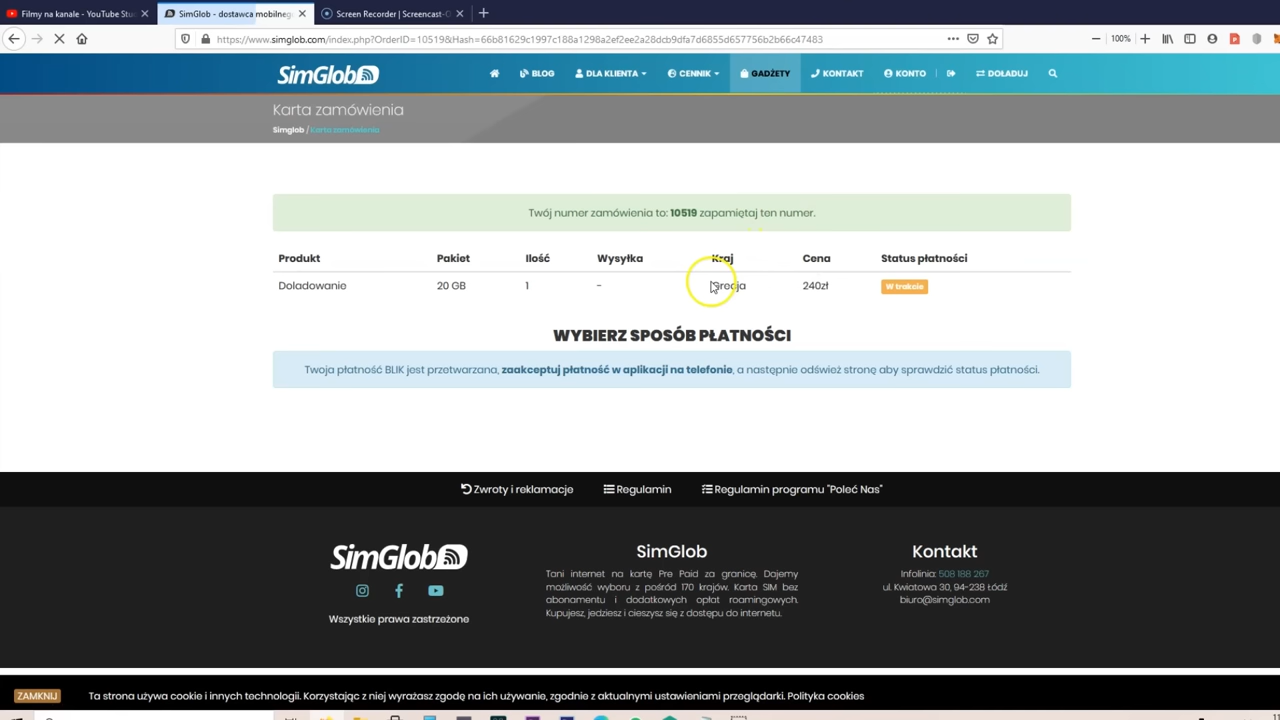 Filmy na kanale - YouTube Stu
SimGlob - dostawca mobilneg
Screen Recorder | Screencast-O
https://www.simglob.com/index.php?OrderID=10519&Hash=66b81629c1997c188a1298a2ef2ee2a28dcb9dfa7d6855d657756b2b66c47483
100%
SimGlob
BLOG
DLA KLIENTA
CENNIK
GADŻETY
KONTAKT
KONTO
DOŁADUJ
Karta zamówienia
Simglob / Karta zamówienia
Twój numer zamówienia to: 10519 zapamiętaj ten numer.
Produkt Pakiet Ilość Wysyłka Kraj Cena Status płatności
Doladowanie 20 GB 1 - Grecja 240zł W trakcie
WYBIERZ SPOSÓB PŁATNOŚCI
Twoja płatność BLIK jest przetwarzana, zaakceptuj płatność w aplikacji na telefonie, a następnie odśwież stronę aby sprawdzić status płatności.
Zwroty i reklamacje Regulamin Regulamin programu "Poleć Nas"
SimGlob
Wszystkie prawa zastrzeżone
SimGlob
Tani internet na kartę Pre Paid za granicę. Dajemy
możliwość wyboru z pośród 170 krajów. Karta SIM bez
abonamentu i dodatkowych opłat roamingowych.
Kupujesz, jedziesz i cieszysz się z dostępu do internetu.
Kontakt
Infolinia: 508 188 267
ul. Kwiatowa 30, 94-238 Łódź
biuro@simglob.com
ZAMKNIJ
Ta strona używa cookie i innych technologii. Korzystając z niej wyrażasz zgodę na ich używanie, zgodnie z aktualnymi ustawieniami przeglądarki. Polityka cookies